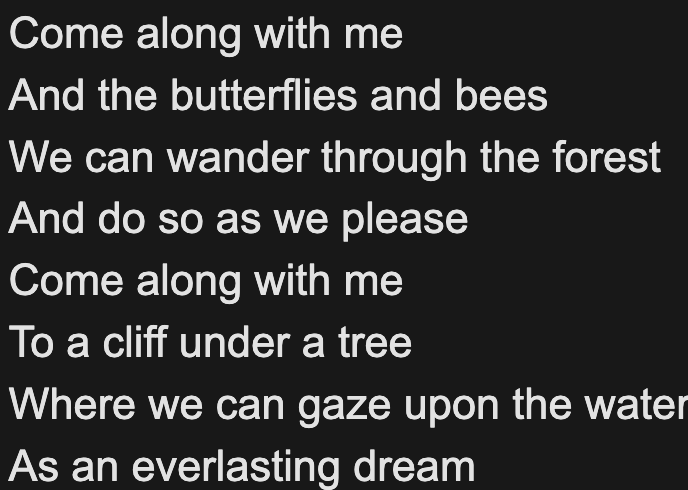 Come along with me
And the butterflies and bees
We can wander through the forest
And do so as we please
Come along with me
To a cliff under a tree
Where we can gaze upon the water
As an everlasting dream